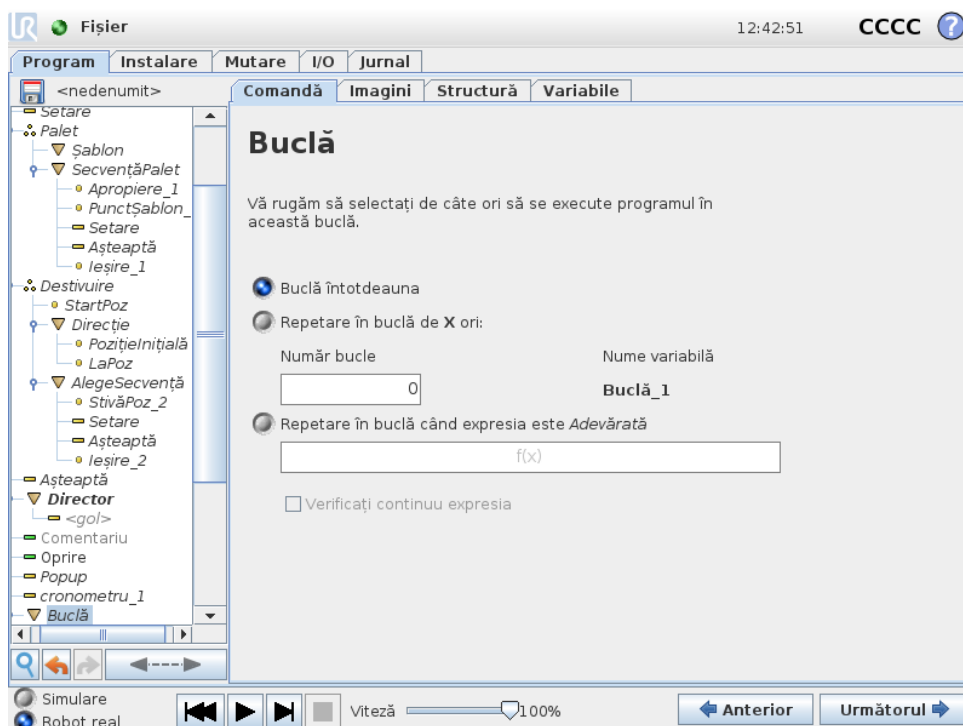 UR Fișier 12:42:51 CCCC ?
Program Instalare Mutare I/O Jurnal
<nedenumit>
Comandă Imagini Structură Variabile
Setare
Palet
Șablon
SecvențăPalet
Apropiere_1
PunctȘablon_
Setare
Așteaptă
Ieșire_1
Destivuire
StartPoz
Direcție
PozițieInițială
LaPoz
AlegeSecvență
StivăPoz_2
Setare
Așteaptă
Ieșire_2
Așteaptă
Director
<gol>
Comentariu
Oprire
Popup
cronometru_1
Buclă
Buclă
Vă rugăm să selectați de câte ori să se execute programul în
această buclă.
Buclă întotdeauna
Repetare în buclă de X ori:
Număr bucle Nume variabilă
0 Buclă_1
Repetare în buclă când expresia este Adevărată
f(x)
Verificați continuu expresia
Simulare
Robot real
Viteză 100%
Anterior Următorul